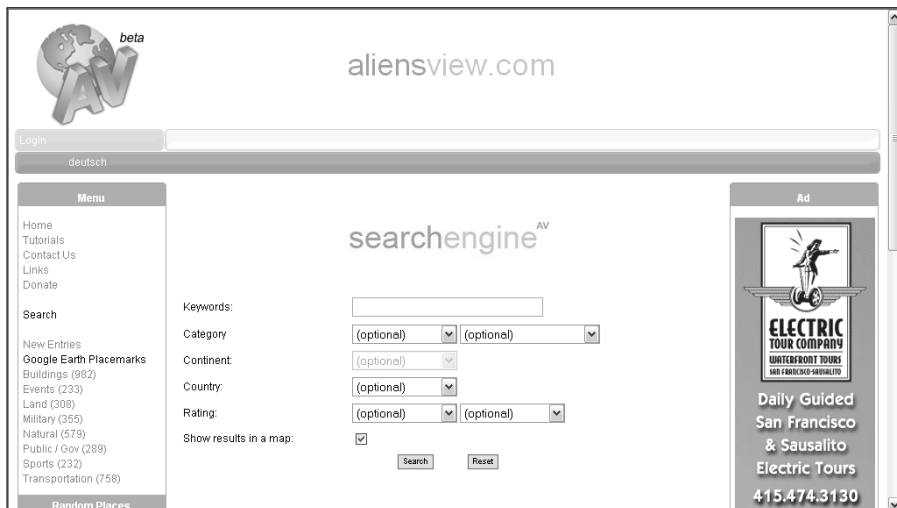 beta
AV
aliensview.com
Login
deutsch
Menu
Home
Tutorials
Contact Us
Links
Donate
Search
New Entries
Google Earth Placemarks
Buildings (982)
Events (233)
Land (308)
Military (355)
Natural (579)
Public / Gov (289)
Sports (232)
Transportation (758)
Random Places
searchengine AV
Keywords:
Category (optional) (optional)
Continent: (optional)
Country: (optional)
Rating: (optional) (optional)
Show results in a map:
Search Reset
Ad
ELECTRIC
TOUR COMPANY
WATERFRONT TOURS
SAN FRANCISCO-SAUSALITO
Daily Guided
San Francisco
& Sausalito
Electric Tours
415.474.3130